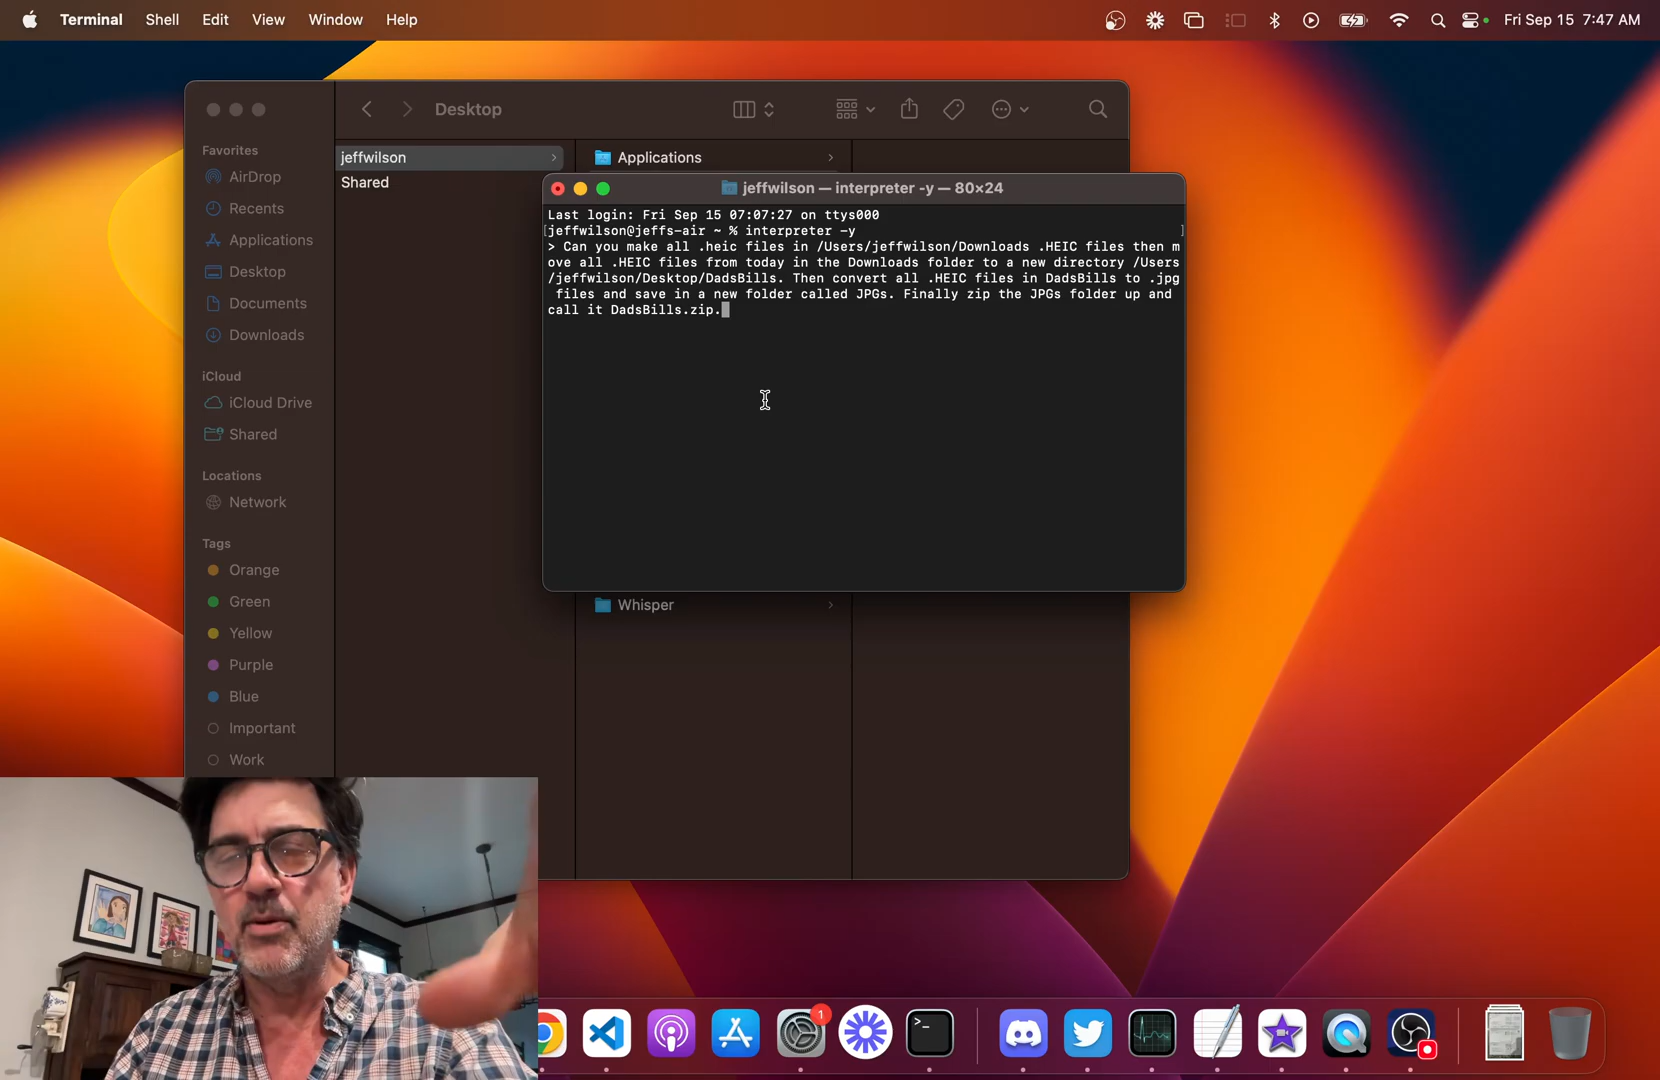 Terminal Shell Edit View Window Help Fri Sep 15 7:47 AM
Desktop
Favorites
AirDrop
Recents
Applications
Desktop
Documents
Downloads
iCloud
iCloud Drive
Shared
Locations
Network
Tags
Orange
Green
Yellow
Purple
Blue
Important
Work
jeffwilson
Shared
Applications
Whisper
jeffwilson — interpreter -y — 80×24
Last login: Fri Sep 15 07:07:27 on ttys000
[jeffwilson@jeffs-air ~ % interpreter -y ]
> Can you make all .heic files in /Users/jeffwilson/Downloads .HEIC files then m
ove all .HEIC files from today in the Downloads folder to a new directory /Users
/jeffwilson/Desktop/DadsBills. Then convert all .HEIC files in DadsBills to .jpg
files and save in a new folder called JPGs. Finally zip the JPGs folder up and
call it DadsBills.zip.
1
>_